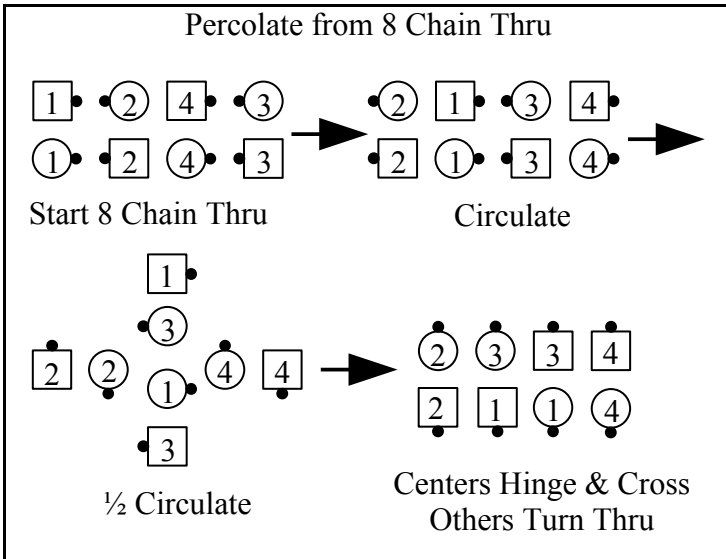 Percolate from 8 Chain Thru
1 2 4 3
1 2 4 3
Start 8 Chain Thru
2 1 3 4
2 1 3 4
Circulate
1
3
2 2 4 4
1
3
½ Circulate
2 3 3 4
2 1 1 4
Centers Hinge & Cross
Others Turn Thru